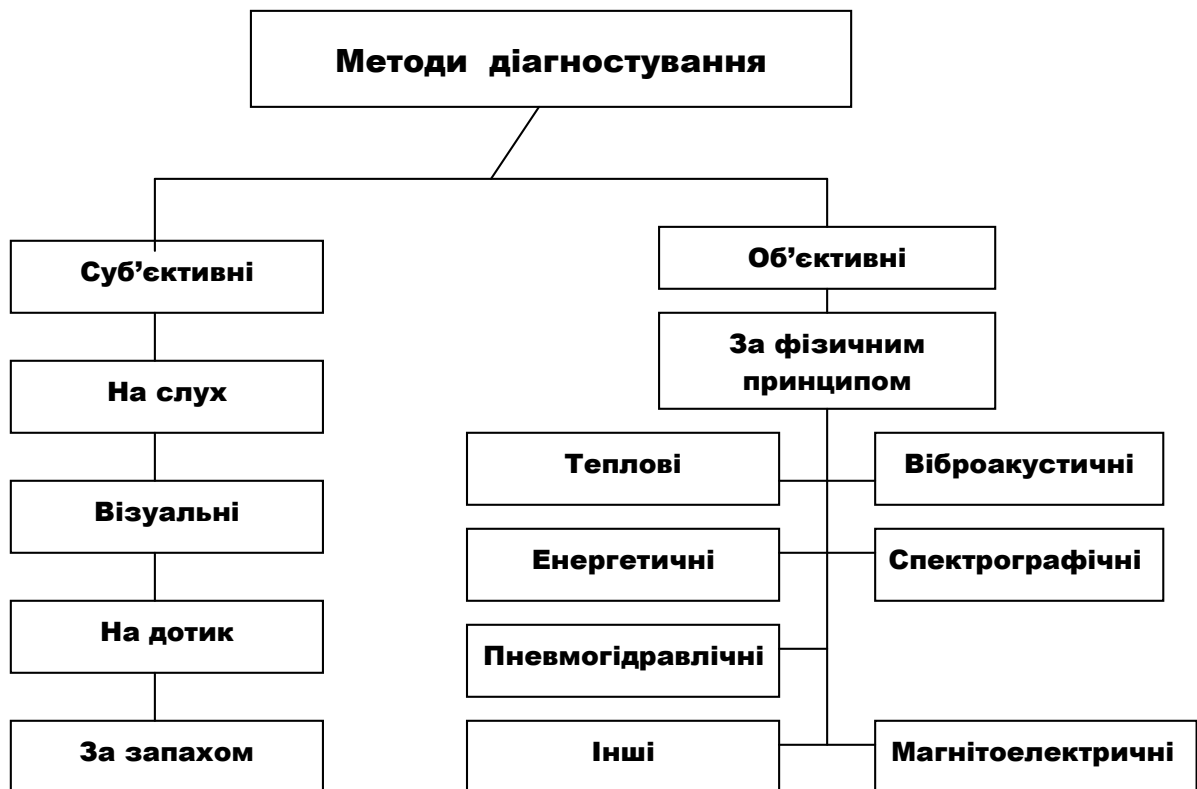 Методи діагностування
Суб’єктивні
На слух
Візуальні
На дотик
За запахом
Об’єктивні
За фізичним
принципом
Теплові
Віброакустичні
Енергетичні
Спектрографічні
Пневмогідравлічні
Інші
Магнітоелектричні